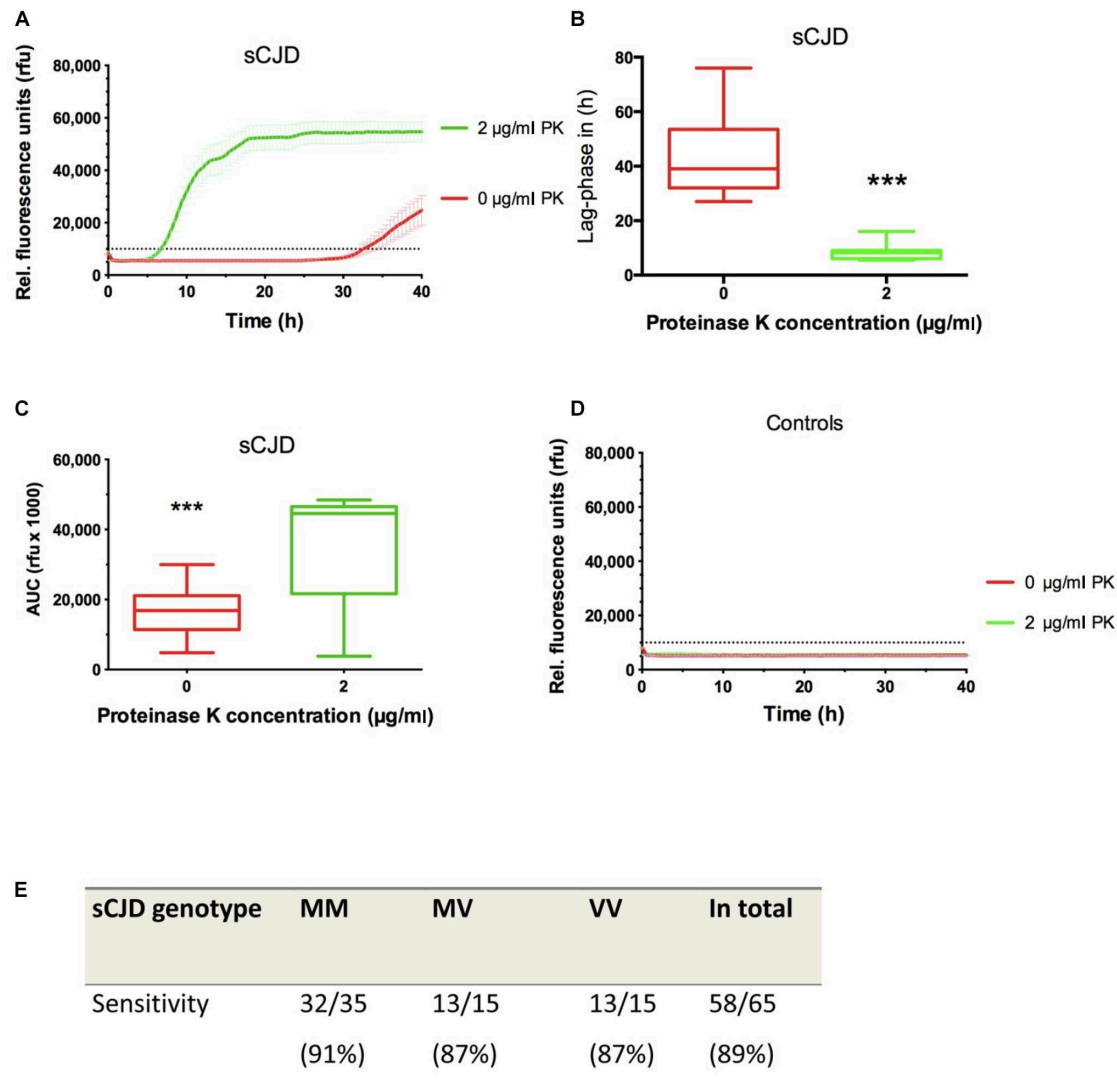 A
sCJD
Rel. fluorescence units (rfu)
80,000
60,000
40,000
20,000
0
0 10 20 30 40
Time (h)
2 µg/ml PK
0 µg/ml PK
B
sCJD
Lag-phase in (h)
80
60
40
20
0
***
0 2
Proteinase K concentration (µg/ml)
C
sCJD
AUC (rfu x 1000)
60,000
40,000
20,000
0
***
0 2
Proteinase K concentration (µg/ml)
D
Controls
Rel. fluorescence units (rfu)
80,000
60,000
40,000
20,000
0
0 10 20 30 40
Time (h)
0 µg/ml PK
2 µg/ml PK
E
sCJD genotype MM MV VV In total
Sensitivity 32/35 13/15 13/15 58/65
(91%) (87%) (87%) (89%)